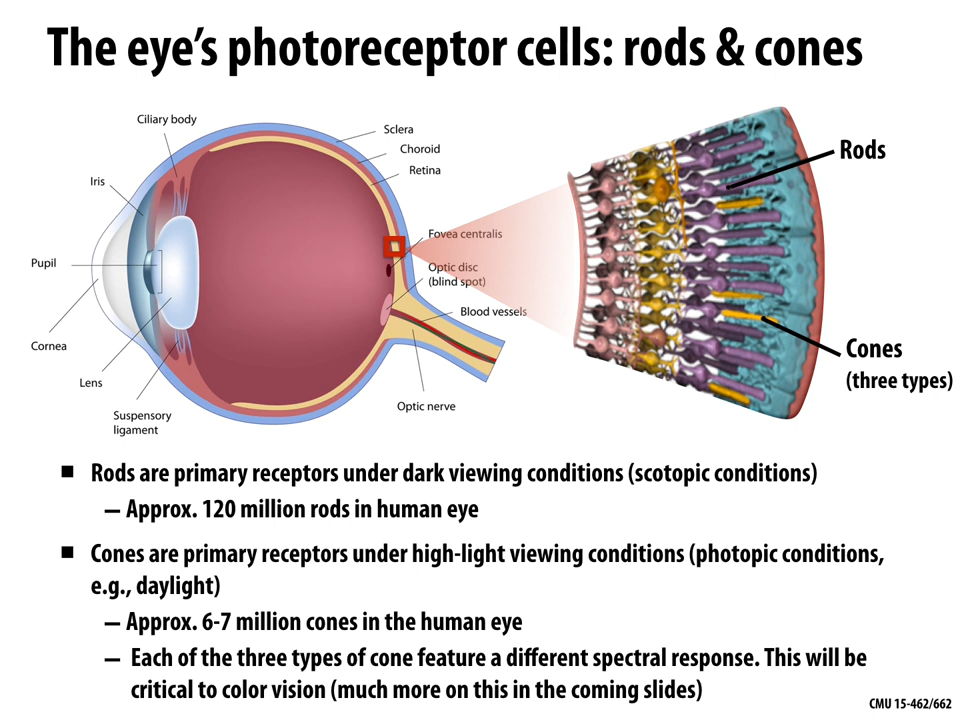 The eye’s photoreceptor cells: rods & cones
Ciliary body
Sclera
Choroid
Retina
Iris
Rods
Fovea centralis
Pupil
Optic disc
(blind spot)
Blood vessels
Cornea
Cones
(three types)
Lens
Suspensory
ligament
Optic nerve
■ Rods are primary receptors under dark viewing conditions (scotopic conditions)
– Approx. 120 million rods in human eye
■ Cones are primary receptors under high-light viewing conditions (photopic conditions,
e.g., daylight)
– Approx. 6-7 million cones in the human eye
– Each of the three types of cone feature a different spectral response. This will be
critical to color vision (much more on this in the coming slides)
CMU 15-462/662